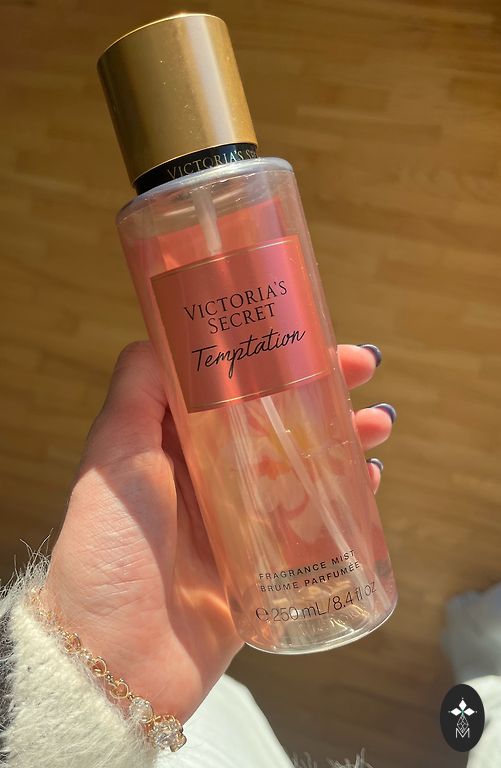 VICTORIA'S
VICTORIA'S
SECRET
Temptation
FRAGRANCE MIST
BRUME PARFUMÉE
℮ 250 mL/8.4 fl oz